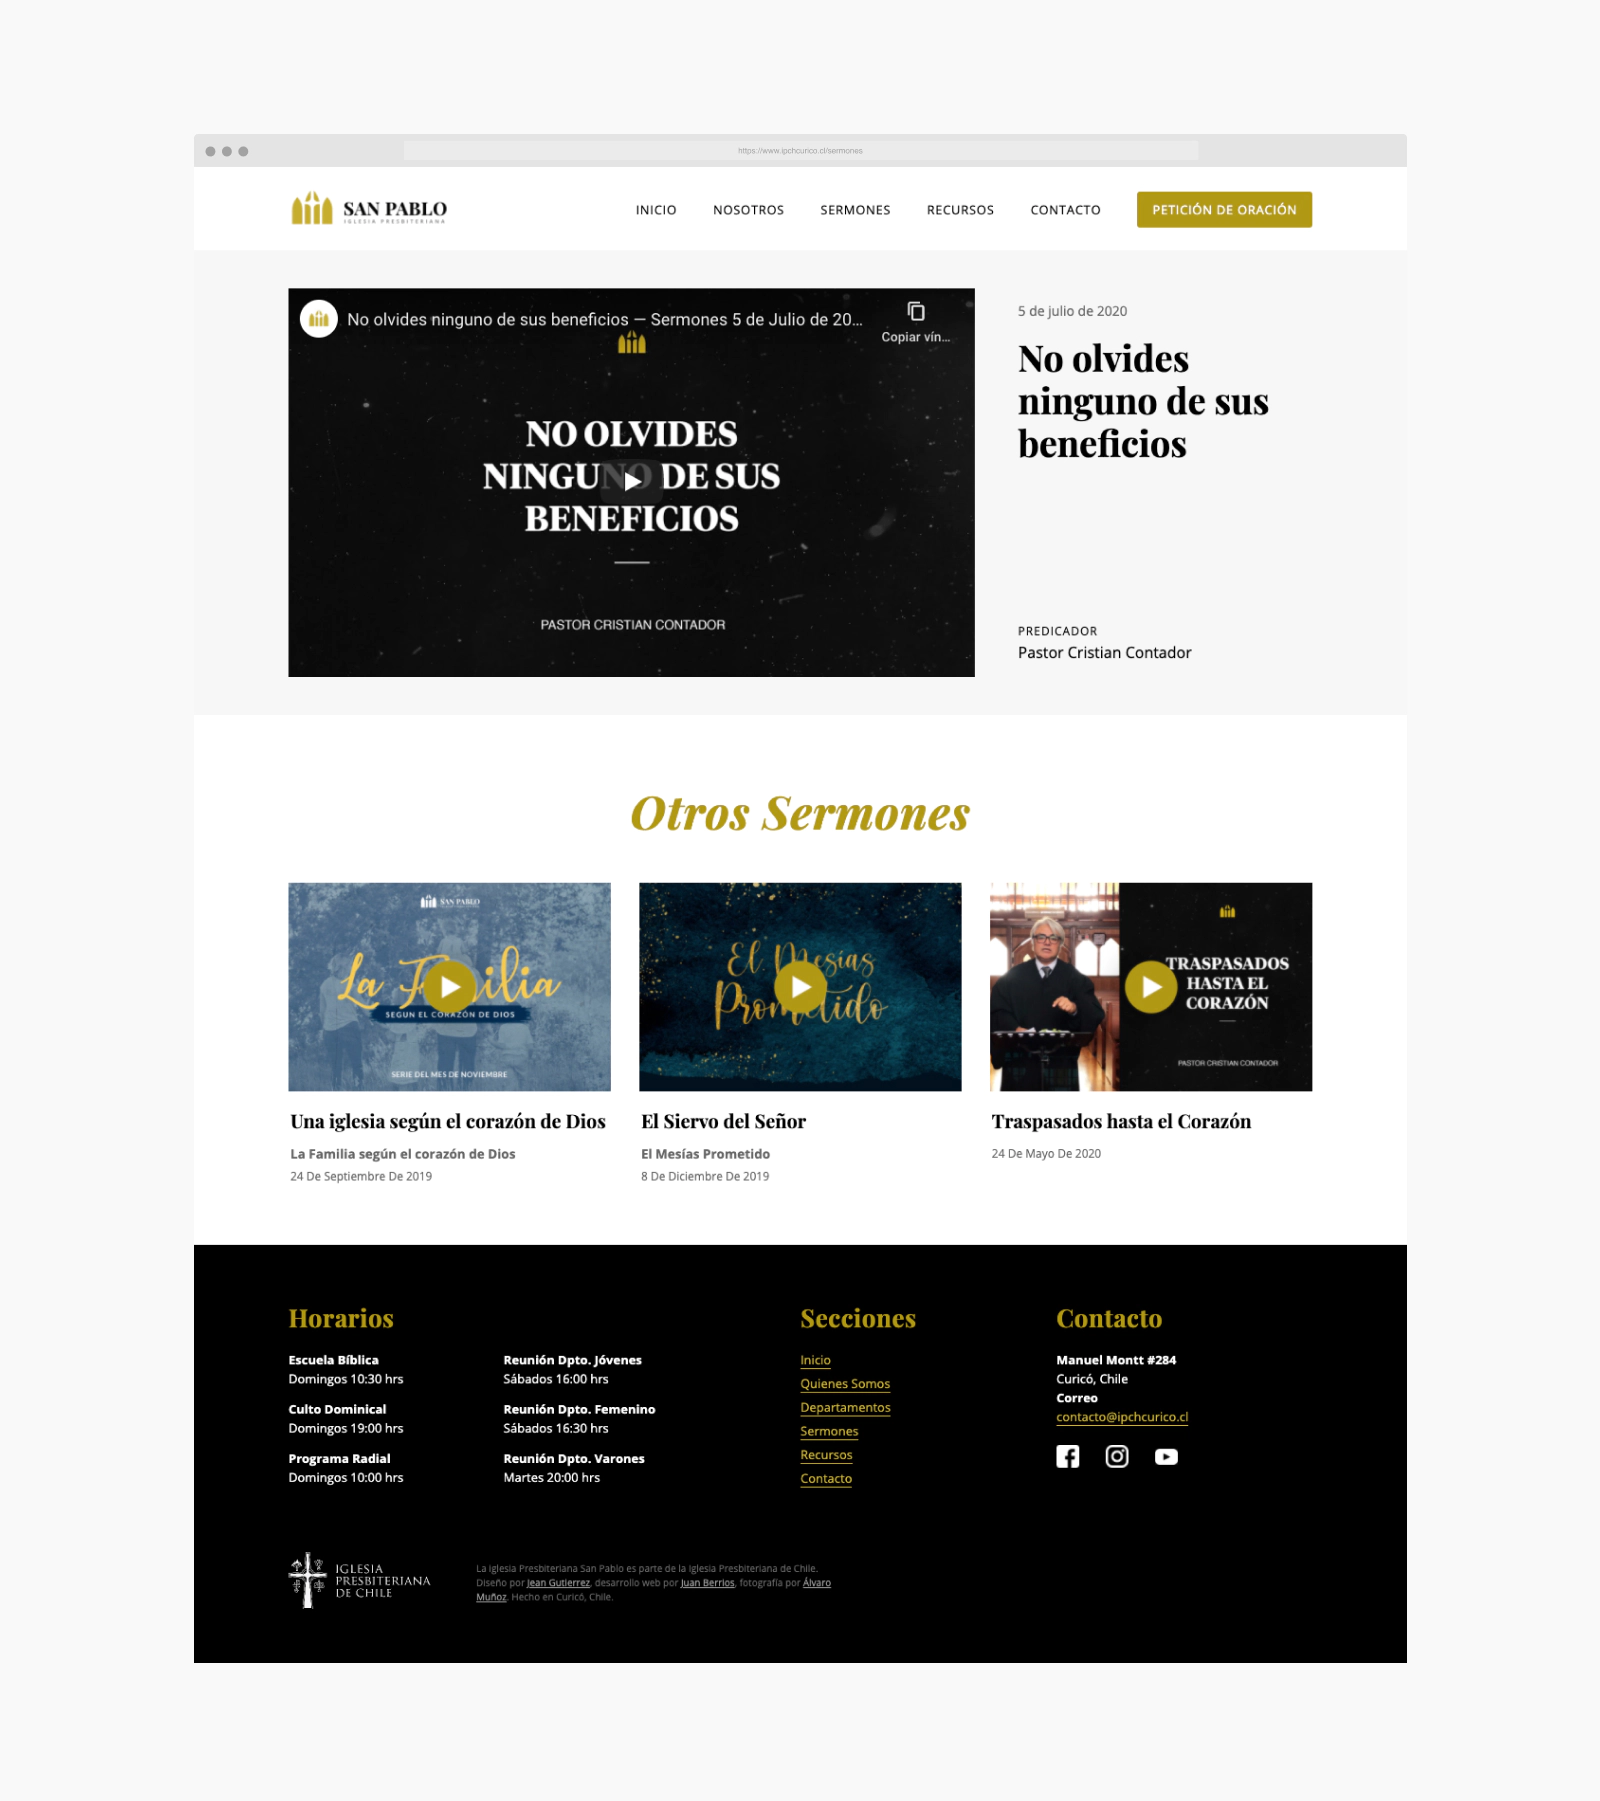 https://www.ipchcurico.cl/sermones
SAN PABLO
IGLESIA PRESBITERIANA
INICIO
NOSOTROS
SERMONES
RECURSOS
CONTACTO
PETICIÓN DE ORACIÓN
No olvides ninguno de sus beneficios — Sermones 5 de Julio de 20...
Copiar vín...
NO OLVIDES
NINGUNO DE SUS
BENEFICIOS
PASTOR CRISTIAN CONTADOR
5 de julio de 2020
No olvides
ninguno de sus
beneficios
PREDICADOR
Pastor Cristian Contador
Otros Sermones
SAN PABLO
La Familia
SEGÚN EL CORAZÓN DE DIOS
SERIE DEL MES DE NOVIEMBRE
Una iglesia según el corazón de Dios
La Familia según el corazón de Dios
24 De Septiembre De 2019
El Mesías
Prometido
El Siervo del Señor
El Mesías Prometido
8 De Diciembre De 2019
TRASPASADOS
HASTA EL
CORAZÓN
PASTOR CRISTIAN CONTADOR
Traspasados hasta el Corazón
24 De Mayo De 2020
Horarios
Escuela Bíblica
Domingos 10:30 hrs
Culto Dominical
Domingos 19:00 hrs
Programa Radial
Domingos 10:00 hrs
Reunión Dpto. Jóvenes
Sábados 16:00 hrs
Reunión Dpto. Femenino
Sábados 16:30 hrs
Reunión Dpto. Varones
Martes 20:00 hrs
Secciones
Inicio
Quienes Somos
Departamentos
Sermones
Recursos
Contacto
Contacto
Manuel Montt #284
Curicó, Chile
Correo
contacto@ipchcurico.cl
IGLESIA
PRESBITERIANA
DE CHILE
La iglesia Presbiteriana San Pablo es parte de la iglesia Presbiteriana de Chile.
Diseño por Jean Gutierrez, desarrollo web por Juan Berrios, fotografía por Álvaro
Muñoz. Hecho en Curicó, Chile.